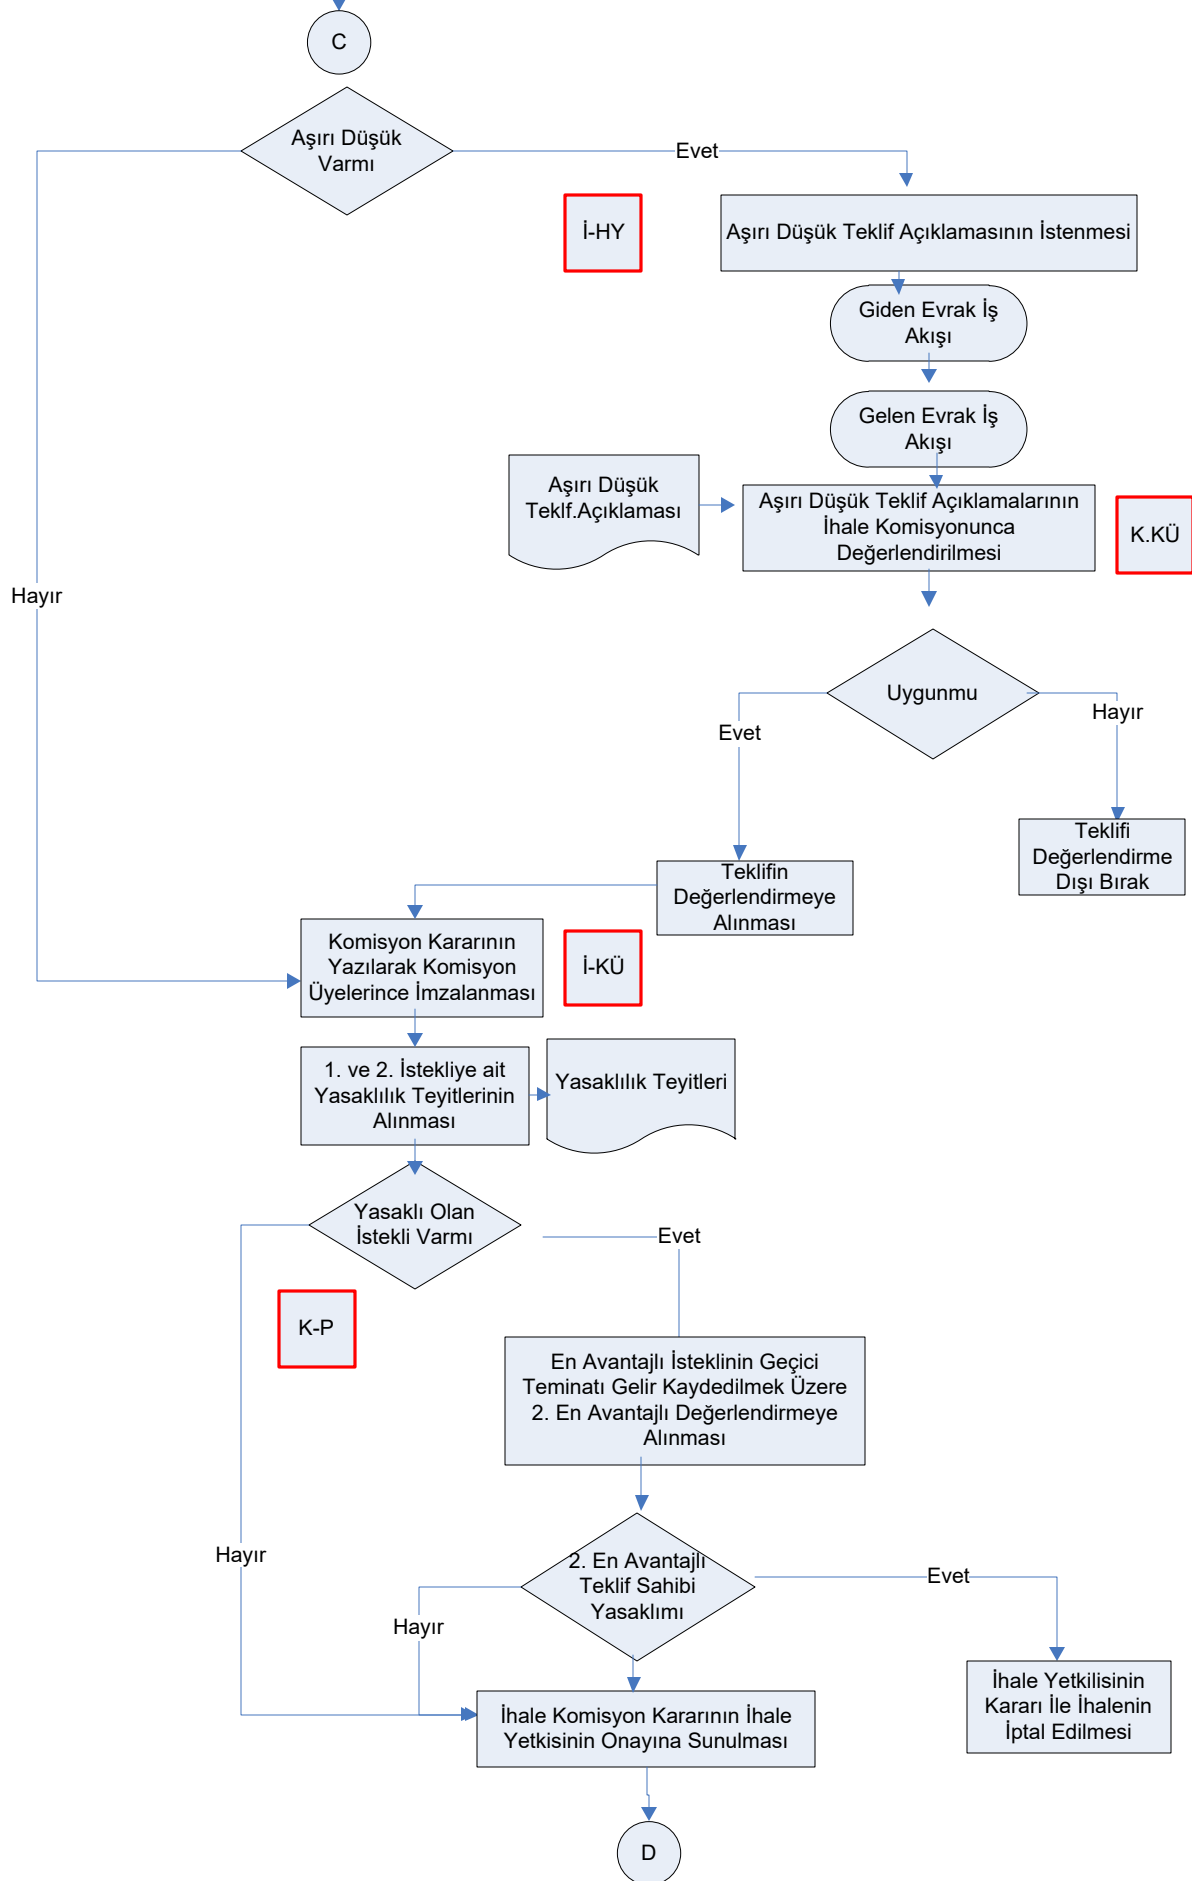 C
Aşırı Düşük
Varmı
Evet
İ-HY
Aşırı Düşük Teklif Açıklamasının İstenmesi
Giden Evrak İş
Akışı
Gelen Evrak İş
Akışı
Aşırı Düşük
Teklf.Açıklaması
Aşırı Düşük Teklif Açıklamalarının
İhale Komisyonunca
Değerlendirilmesi
K.KÜ
Hayır
Uygunmu
Evet
Hayır
Teklifi
Değerlendirme
Dışı Bırak
Teklifin
Değerlendirmeye
Alınması
Komisyon Kararının
Yazılarak Komisyon
Üyelerince İmzalanması
İ-KÜ
1. ve 2. İstekliye ait
Yasaklılık Teyitlerinin
Alınması
Yasaklılık Teyitleri
Yasaklı Olan
İstekli Varmı
Evet
K-P
En Avantajlı İsteklinin Geçici
Teminatı Gelir Kaydedilmek Üzere
2. En Avantajlı Değerlendirmeye
Alınması
Hayır
2. En Avantajlı
Teklif Sahibi
Yasaklımı
Evet
Hayır
İhale Komisyon Kararının İhale
Yetkisinin Onayına Sunulması
İhale Yetkilisinin
Kararı İle İhalenin
İptal Edilmesi
D